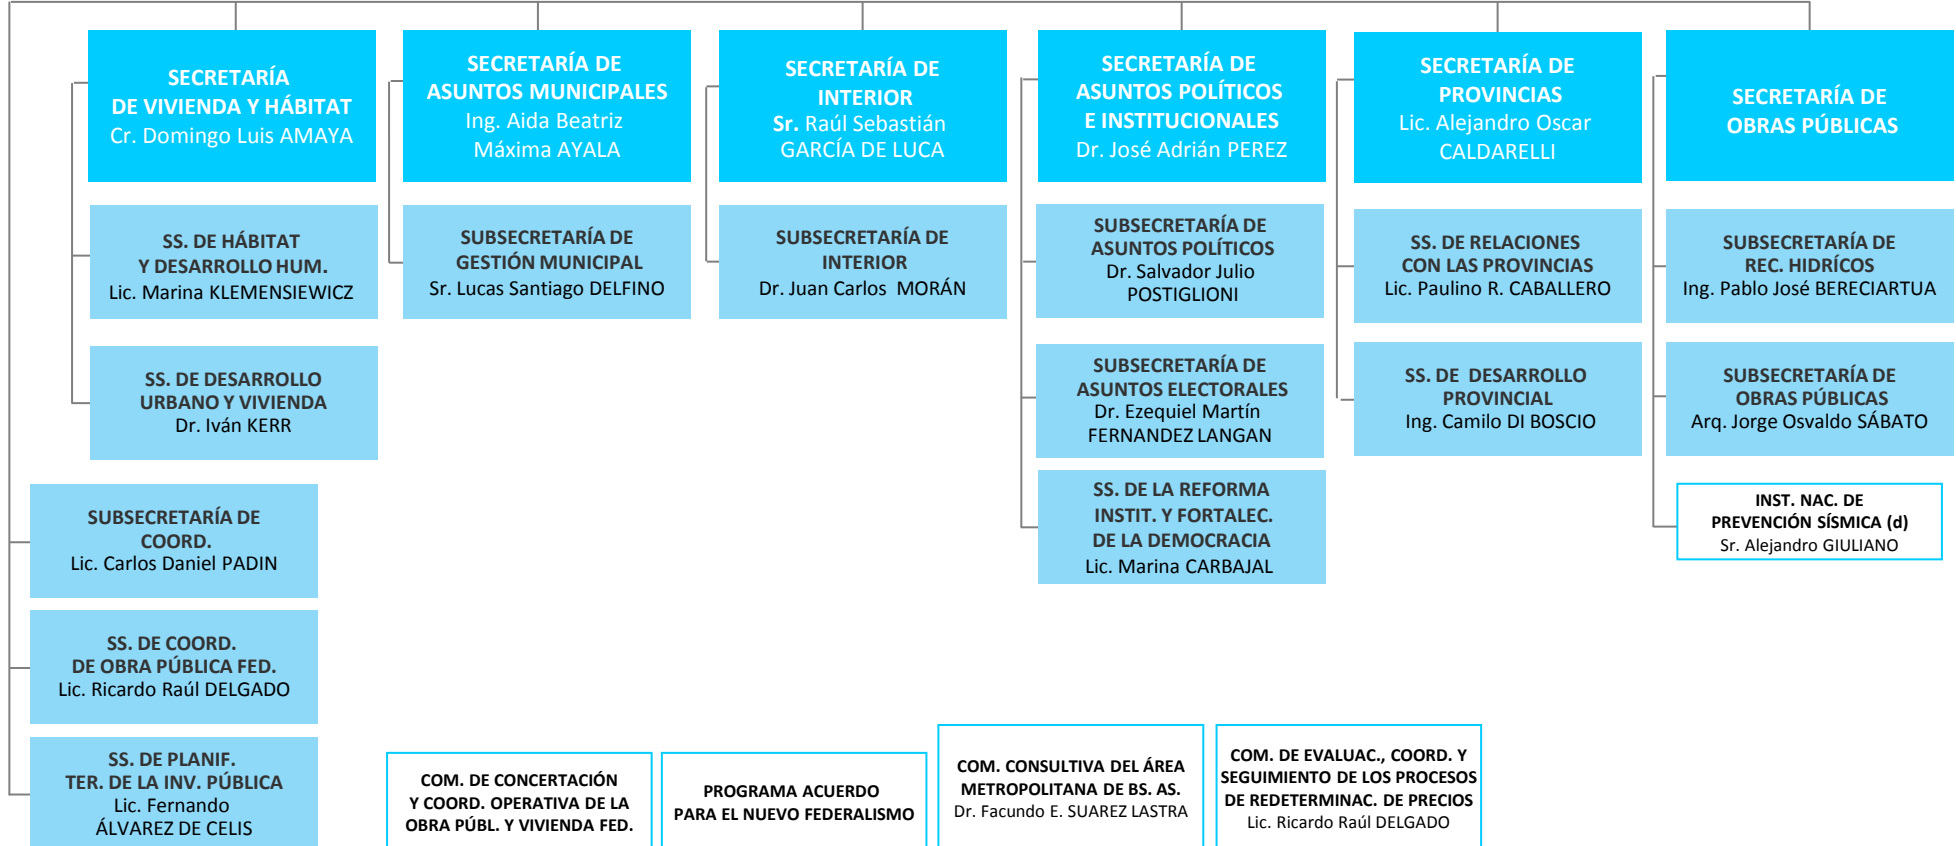 SECRETARÍA
DE VIVIENDA Y HÁBITAT
Cr. Domingo Luis AMAYA
SECRETARÍA DE
ASUNTOS MUNICIPALES
Ing. Aida Beatriz
Máxima AYALA
SECRETARÍA DE
INTERIOR
Sr. Raúl Sebastián
GARCÍA DE LUCA
SECRETARÍA DE
ASUNTOS POLÍTICOS
E INSTITUCIONALES
Dr. José Adrián PEREZ
SECRETARÍA DE
PROVINCIAS
Lic. Alejandro Oscar
CALDARELLI
SECRETARÍA DE
OBRAS PÚBLICAS
SS. DE HÁBITAT
Y DESARROLLO HUM.
Lic. Marina KLEMENSIEWICZ
SUBSECRETARÍA DE
GESTIÓN MUNICIPAL
Sr. Lucas Santiago DELFINO
SUBSECRETARÍA DE
INTERIOR
Dr. Juan Carlos MORÁN
SUBSECRETARÍA DE
ASUNTOS POLÍTICOS
Dr. Salvador Julio
POSTIGLIONI
SS. DE RELACIONES
CON LAS PROVINCIAS
Lic. Paulino R. CABALLERO
SUBSECRETARÍA DE
REC. HIDRÍCOS
Ing. Pablo José BERECIARTUA
SS. DE DESARROLLO
URBANO Y VIVIENDA
Dr. Iván KERR
SUBSECRETARÍA DE
ASUNTOS ELECTORALES
Dr. Ezequiel Martín
FERNANDEZ LANGAN
SS. DE DESARROLLO
PROVINCIAL
Ing. Camilo DI BOSCIO
SUBSECRETARÍA DE
OBRAS PÚBLICAS
Arq. Jorge Osvaldo SÁBATO
SUBSECRETARÍA DE
COORD.
Lic. Carlos Daniel PADIN
SS. DE LA REFORMA
INSTIT. Y FORTALEC.
DE LA DEMOCRACIA
Lic. Marina CARBAJAL
INST. NAC. DE
PREVENCIÓN SÍSMICA (d)
Sr. Alejandro GIULIANO
SS. DE COORD.
DE OBRA PÚBLICA FED.
Lic. Ricardo Raúl DELGADO
SS. DE PLANIF.
TER. DE LA INV. PÚBLICA
Lic. Fernando
ÁLVAREZ DE CELIS
COM. DE CONCERTACIÓN
Y COORD. OPERATIVA DE LA
OBRA PÚBL. Y VIVIENDA FED.
PROGRAMA ACUERDO
PARA EL NUEVO FEDERALISMO
COM. CONSULTIVA DEL ÁREA
METROPOLITANA DE BS. AS.
Dr. Facundo E. SUAREZ LASTRA
COM. DE EVALUAC., COORD. Y
SEGUIMIENTO DE LOS PROCESOS
DE REDETERMINAC. DE PRECIOS
Lic. Ricardo Raúl DELGADO